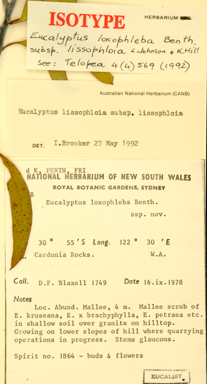 ISOTYPE
HERBARIUM
Eucalyptus loxophleba Benth.
subsp. lissophloia L. Johnson & K. Hill
See: Telopea 4(4) 569 (1992)
Australian National Herbarium (CANB)
Eucalyptus lissophloia subsp. lissophloia
DET. I. Brooker 27 May 1992
d K, PERTH, FRI
NATIONAL HERBARIUM OF NEW SOUTH WALES
ROYAL BOTANIC GARDENS, SYDNEY
Eucalyptus loxophleba Benth.
ssp. nov.
30° 55'S Long. 122° 30'E
Cardunia Rocks. W.A.
Coll. D.F. Blaxell 1749 Date 16.ix.1978
Notes
Loc. Abund. Mallee, 4 m. Mallee scrub of
E. kruseana, E. x brachyphylla, E. petraea etc.
in shallow soil over granite on hilltop.
Growing on lower slopes of hill where quarrying
operations in progress. Stems glaucous.
Spirit no. 1864 - buds & flowers
EUCALIST